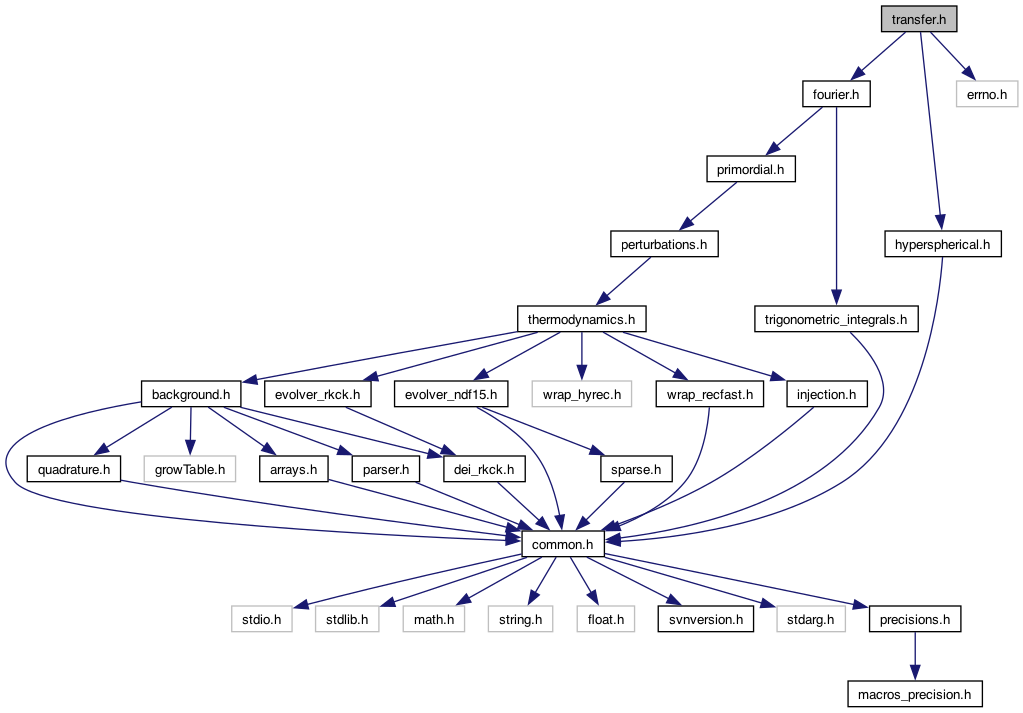 transfer.h
fourier.h
errno.h
primordial.h
perturbations.h
hyperspherical.h
thermodynamics.h
trigonometric_integrals.h
background.h
evolver_rkck.h
evolver_ndf15.h
wrap_hyrec.h
wrap_recfast.h
injection.h
quadrature.h
growTable.h
arrays.h
parser.h
dei_rkck.h
sparse.h
common.h
stdio.h
stdlib.h
math.h
string.h
float.h
svnversion.h
stdarg.h
precisions.h
macros_precision.h